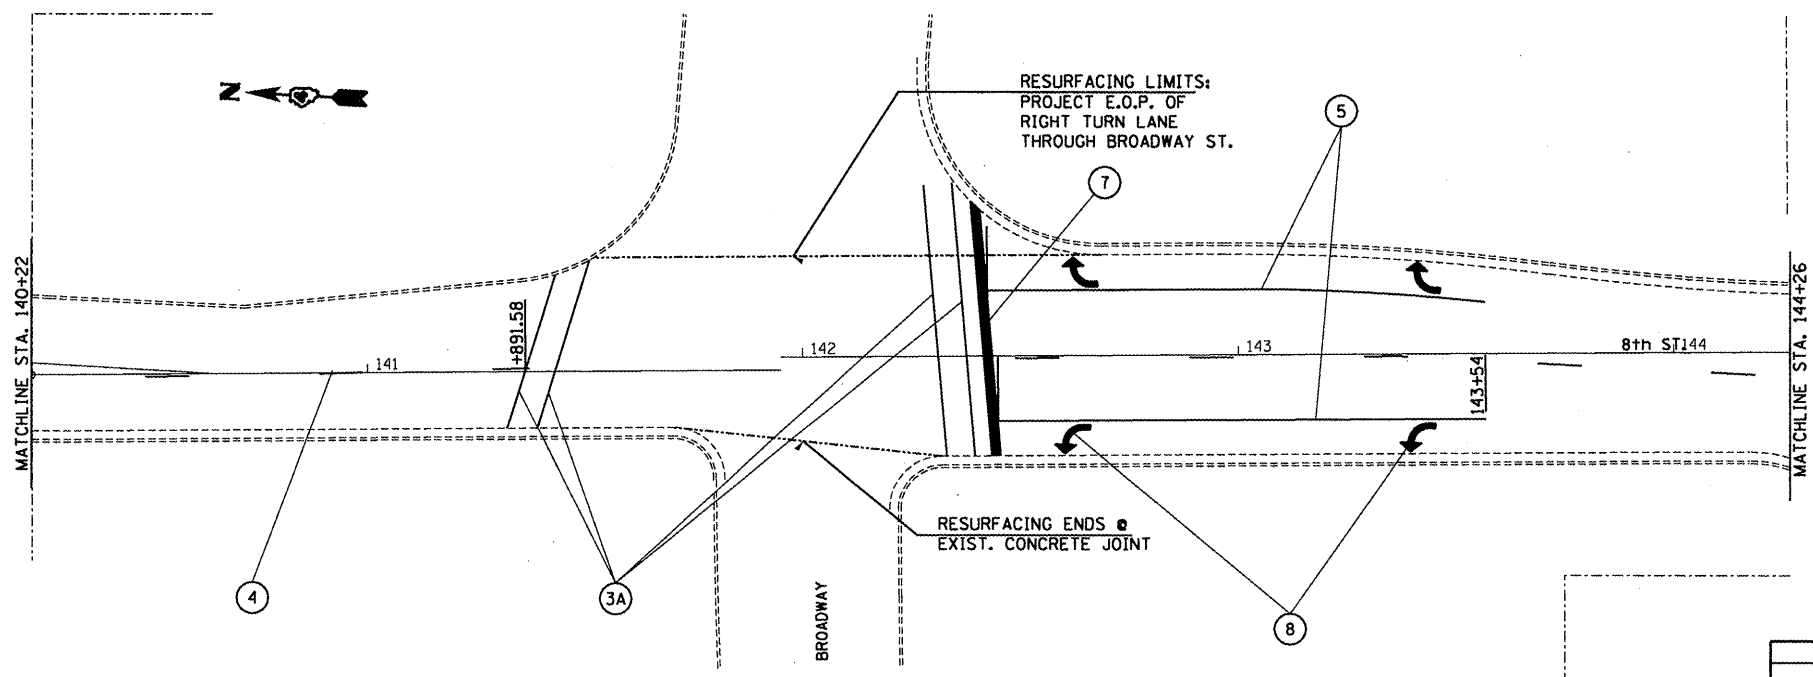 N
RESURFACING LIMITS:
PROJECT E.O.P. OF
RIGHT TURN LANE
THROUGH BROADWAY ST.
5
7
MATCHLINE STA. 140+22
141
+891.58
142
143
8th ST.
144
143+54
MATCHLINE STA. 144+26
RESURFACING ENDS @
EXIST. CONCRETE JOINT
4
3A
BROADWAY
8